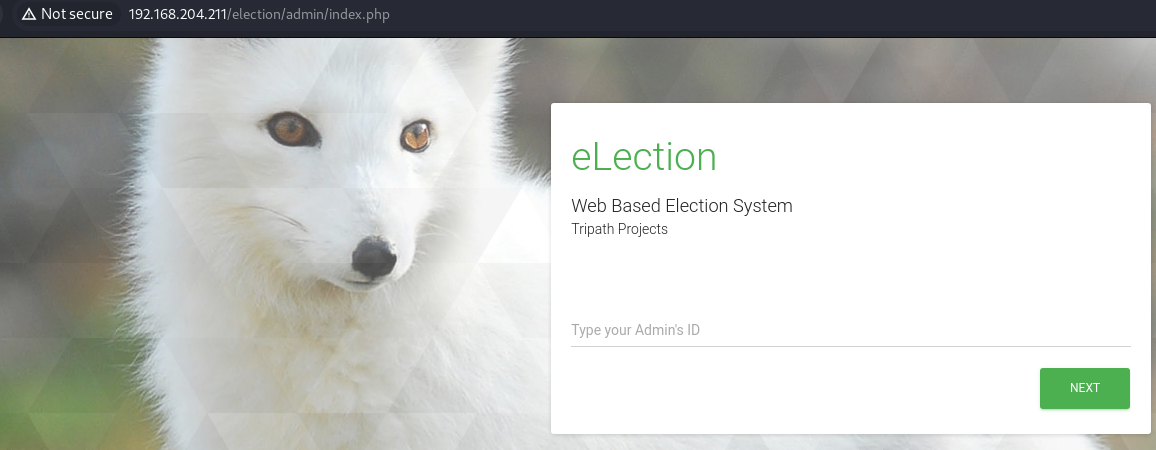 Not secure 192.168.204.211/election/admin/index.php
eLection
Web Based Election System
Tripath Projects
Type your Admin's ID
NEXT